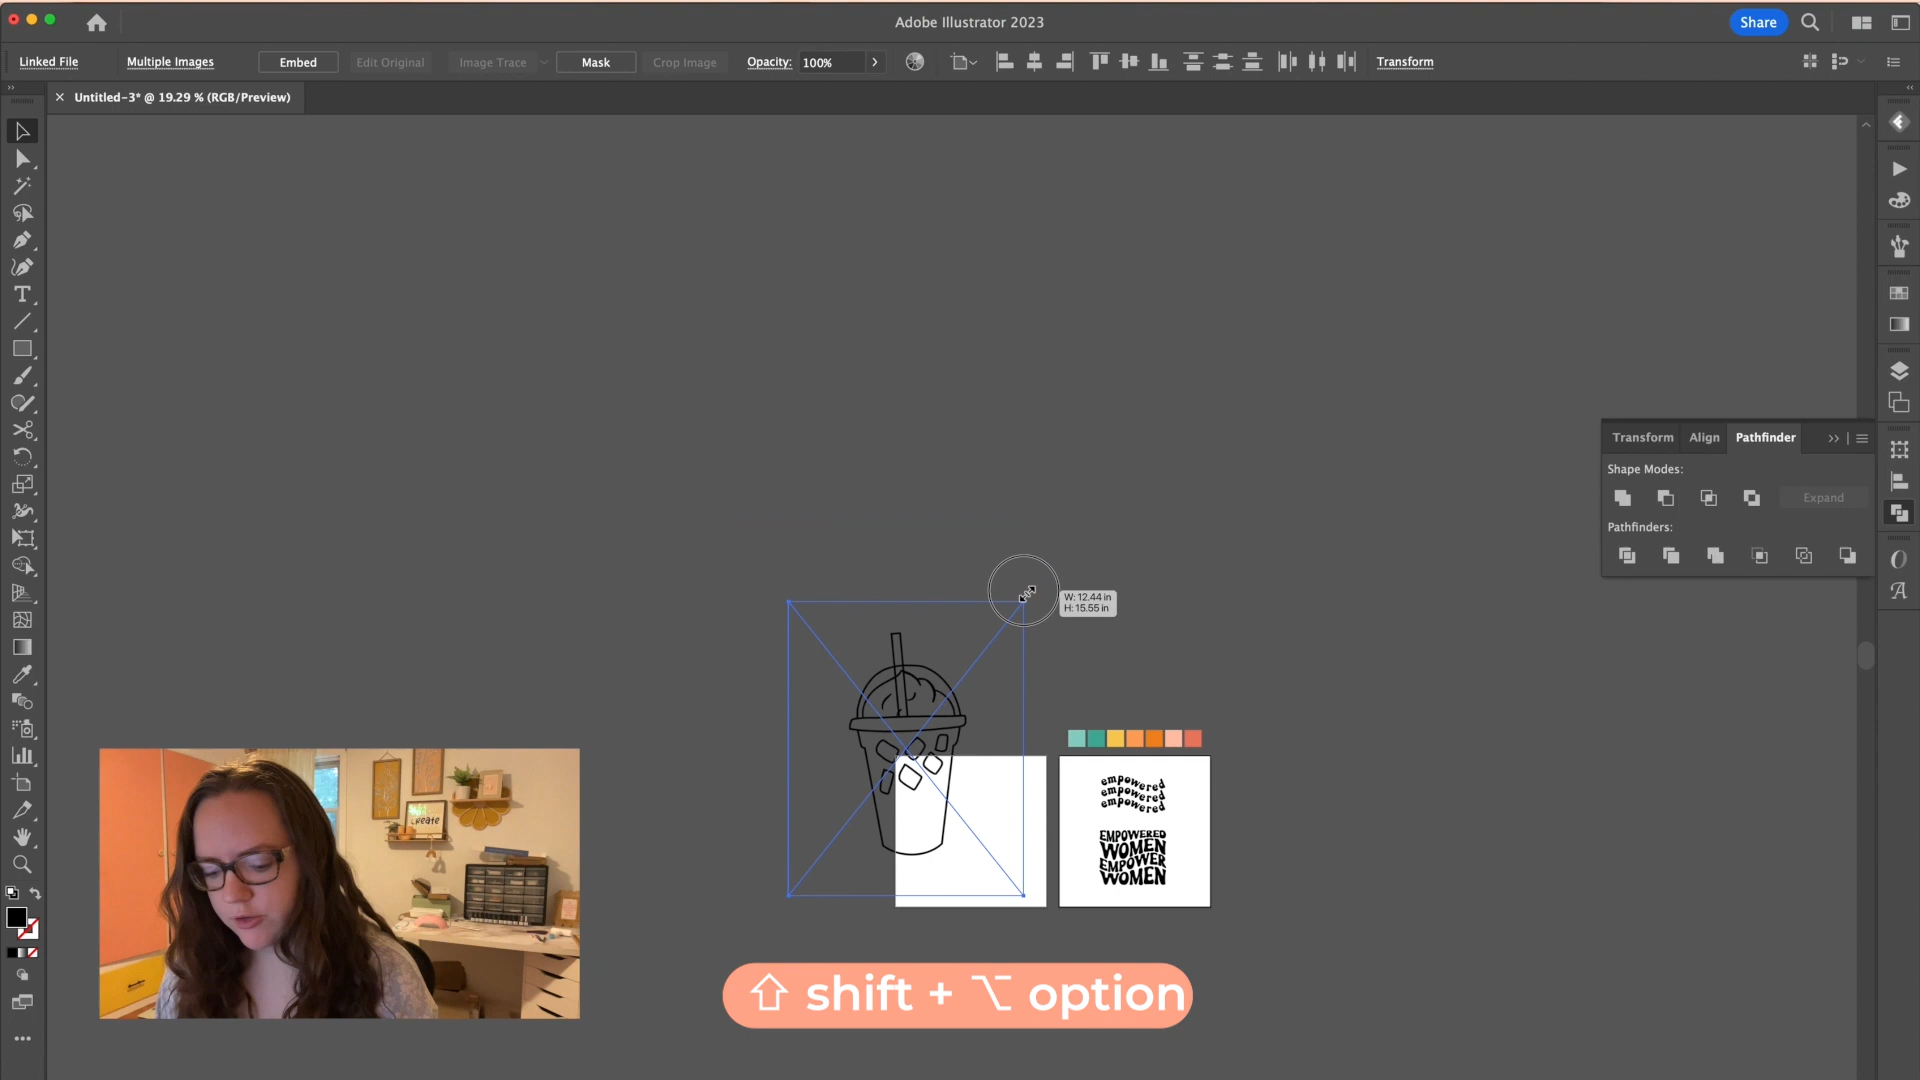 Adobe Illustrator 2023
Share
Linked File
Multiple Images
Embed
Edit Original
Image Trace
Mask
Crop Image
Opacity:
100%
Transform
Untitled-3* @ 19.29 % (RGB/Preview)
Transform
Align
Pathfinder
Shape Modes:
Expand
Pathfinders:
W: 12.44 in
H: 15.55 in
empowered
empowered
empowered
EMPOWERED
WOMEN
EMPOWER
WOMEN
create
⇧ shift + ⌥ option